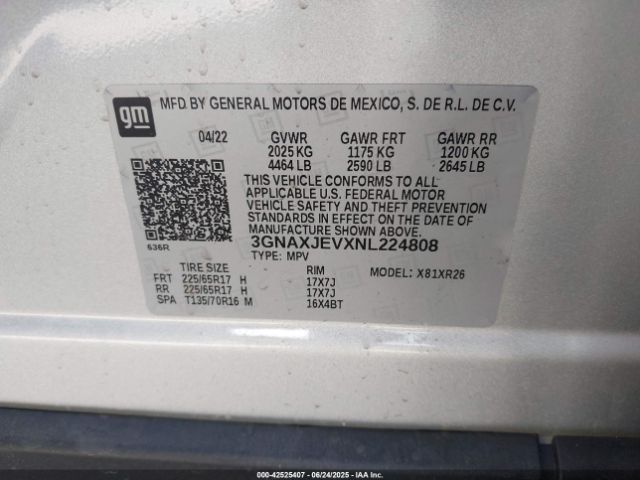 gm
MFD BY GENERAL MOTORS DE MEXICO, S. DE R.L. DE C.V.
04/22 GVWR GAWR FRT GAWR RR
2025 KG 1175 KG 1200 KG
4464 LB 2590 LB 2645 LB
THIS VEHICLE CONFORMS TO ALL
APPLICABLE U.S. FEDERAL MOTOR
VEHICLE SAFETY AND THEFT PREVENTION
STANDARDS IN EFFECT ON THE DATE OF
MANUFACTURE SHOWN ABOVE.
636R 3GNAXJEVXNL224808
TYPE: MPV
TIRE SIZE RIM MODEL: X81XR26
FRT 225/65R17 H 17X7J
RR 225/65R17 H 17X7J
SPA T135/70R16 M 16X4BT
000-42525407 - 06/24/2025 - IAAI.com